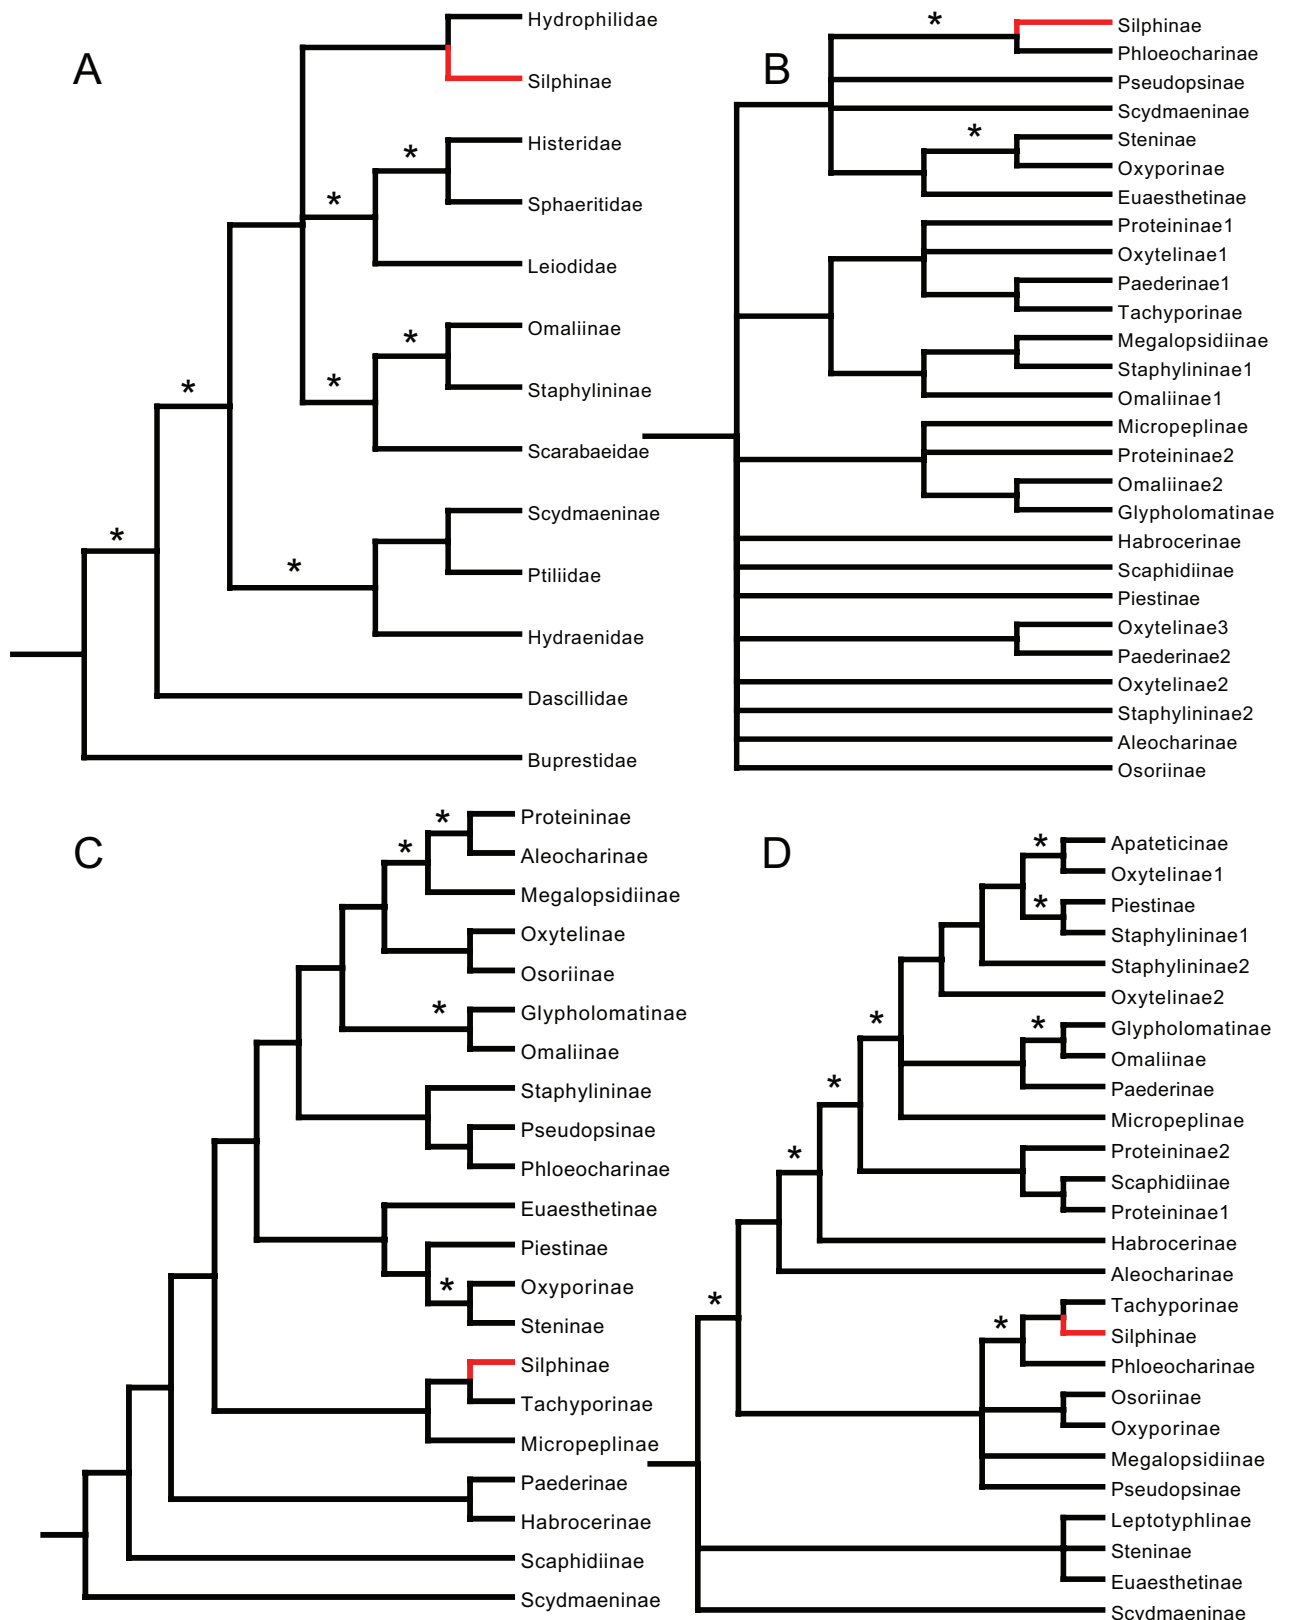 A
Hydrophilidae
Silphinae
*
Histeridae
*
Sphaeritidae
Leiodidae
*
Omaliinae
*
*
Staphylininae
Scarabaeidae
Scydmaeninae
*
*
Ptiliidae
Hydraenidae
Dascillidae
Buprestidae
B
*
Silphinae
Phloeocharinae
Pseudopsinae
Scydmaeninae
*
Steninae
Oxyporinae
Euaesthetinae
Proteininae1
Oxytelinae1
Paederinae1
Tachyporinae
Megalopsidiinae
Staphylininae1
Omaliinae1
Micropeplinae
Proteininae2
Omaliinae2
Glypholomatinae
Habrocerinae
Scaphidiinae
Piestinae
Oxytelinae3
Paederinae2
Oxytelinae2
Staphylininae2
Aleocharinae
Osoriinae
C
*
Proteininae
*
Aleocharinae
Megalopsidiinae
Oxytelinae
Osoriinae
*
Glypholomatinae
Omaliinae
Staphylininae
Pseudopsinae
Phloeocharinae
Euaesthetinae
Piestinae
*
Oxyporinae
Steninae
Silphinae
Tachyporinae
Micropeplinae
Paederinae
Habrocerinae
Scaphidiinae
Scydmaeninae
D
*
Apateticinae
Oxytelinae1
*
Piestinae
Staphylininae1
Staphylininae2
Oxytelinae2
*
*
Glypholomatinae
Omaliinae
*
Paederinae
Micropeplinae
*
Proteininae2
Scaphidiinae
Proteininae1
Habrocerinae
Aleocharinae
*
Tachyporinae
*
Silphinae
Phloeocharinae
Osoriinae
Oxyporinae
Megalopsidiinae
Pseudopsinae
Leptotyphlinae
Steninae
Euaesthetinae
Scydmaeninae